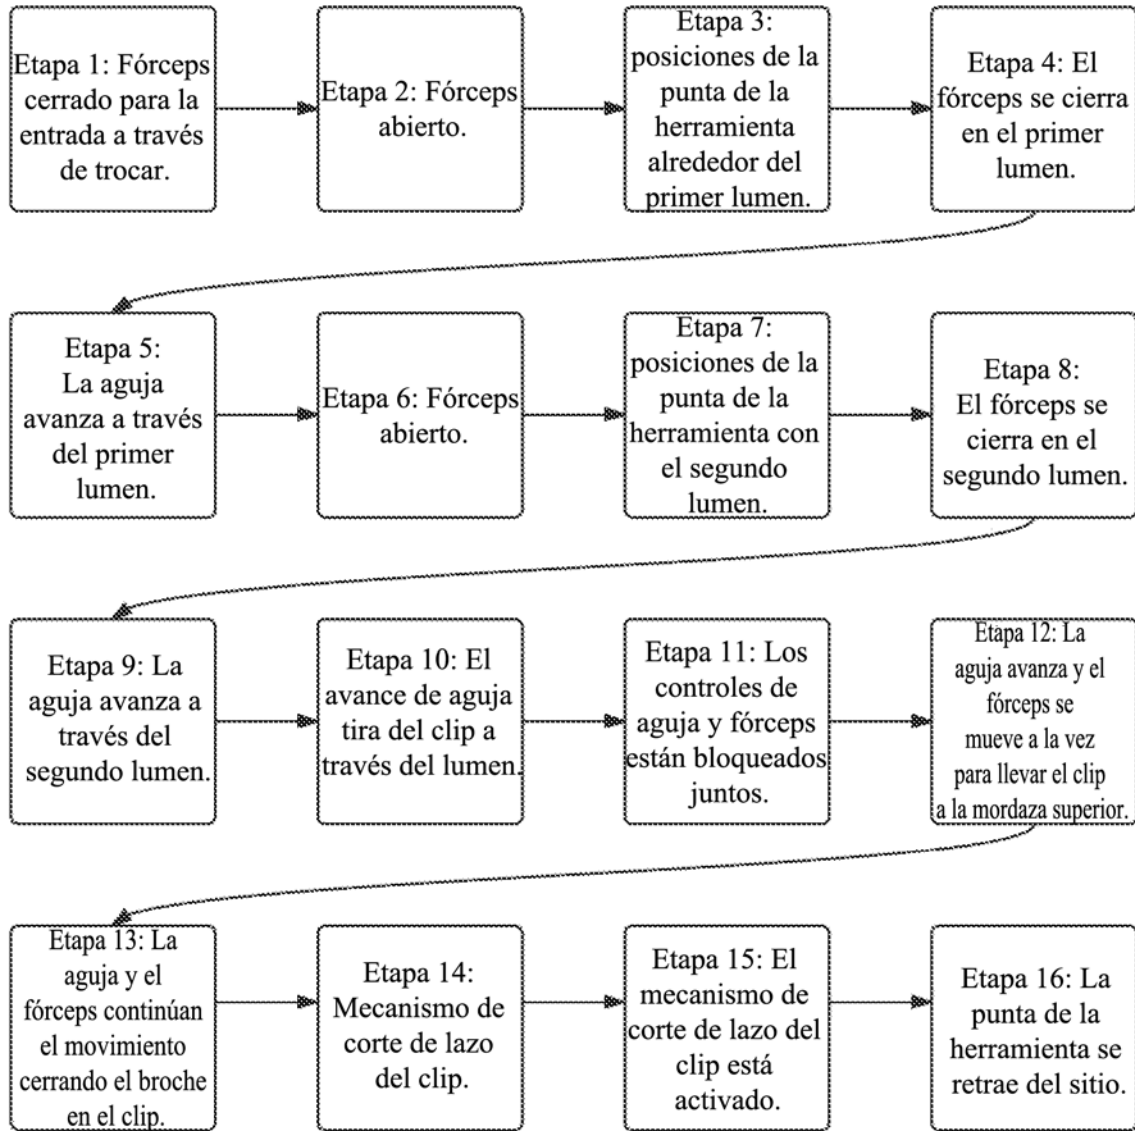 Etapa 1: Fórceps
cerrado para la
entrada a través
de trocar.
Etapa 2: Fórceps
abierto.
Etapa 3:
posiciones de la
punta de la
herramienta
alrededor del
primer lumen.
Etapa 4: El
fórceps se cierra
en el primer
lumen.
Etapa 5:
La aguja
avanza a través
del primer
lumen.
Etapa 6: Fórceps
abierto.
Etapa 7:
posiciones de la
punta de la
herramienta con
el segundo
lumen.
Etapa 8:
El fórceps se
cierra en el
segundo lumen.
Etapa 9: La
aguja avanza a
través del
segundo lumen.
Etapa 10: El
avance de aguja
tira del clip a
través del lumen.
Etapa 11: Los
controles de
aguja y fórceps
están bloqueados
juntos.
Etapa 12: La
aguja avanza y el
fórceps se
mueve a la vez
para llevar el clip
a la mordaza superior.
Etapa 13: La
aguja y el
fórceps continúan
el movimiento
cerrando el broche
en el clip.
Etapa 14:
Mecanismo de
corte de lazo
del clip.
Etapa 15: El
mecanismo de
corte de lazo del
clip está
activado.
Etapa 16: La
punta de la
herramienta se
retrae del sitio.